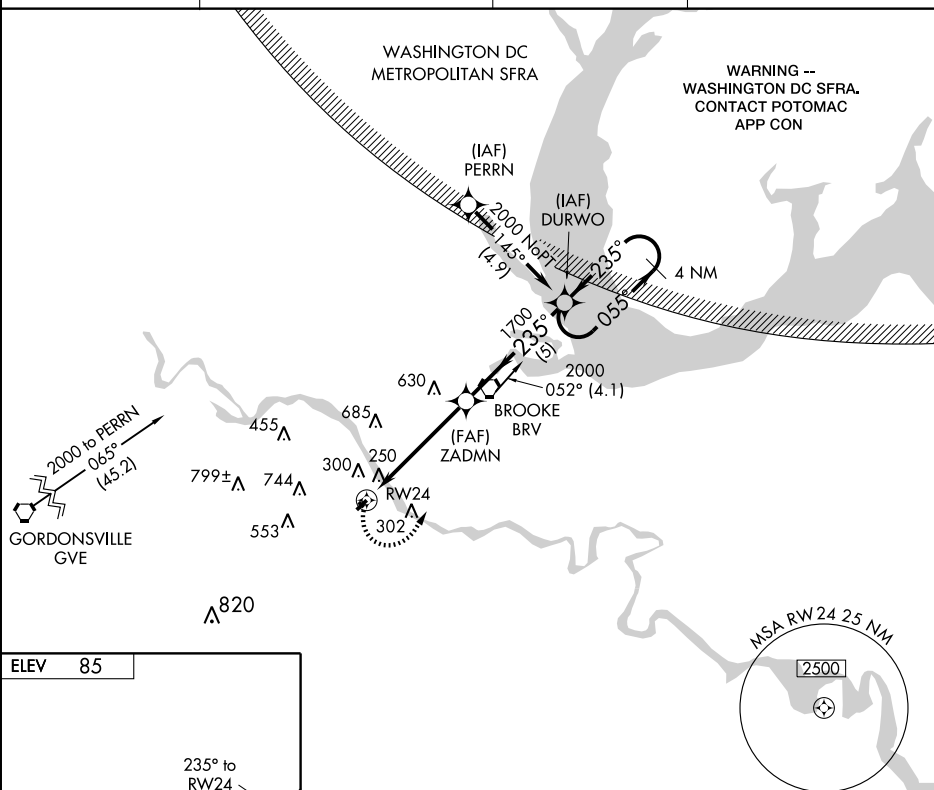 WASHINGTON DC
METROPOLITAN SFRA
WARNING --
WASHINGTON DC SFRA.
CONTACT POTOMAC
APP CON
(IAF)
PERRN
(IAF)
DURWO
2000 NoPT
145°
(4.9)
235°
4 NM
055°
1700
235°
(5)
2000
052° (4.1)
BROOKE
BRV
630
(FAF)
ZADMN
685
455
2000 to PERRN
065°
(45.2)
799±
744
300
250
RW24
302
553
GORDONSVILLE
GVE
820
MSA RW24 25 NM
2500
ELEV 85
235° to
RW24